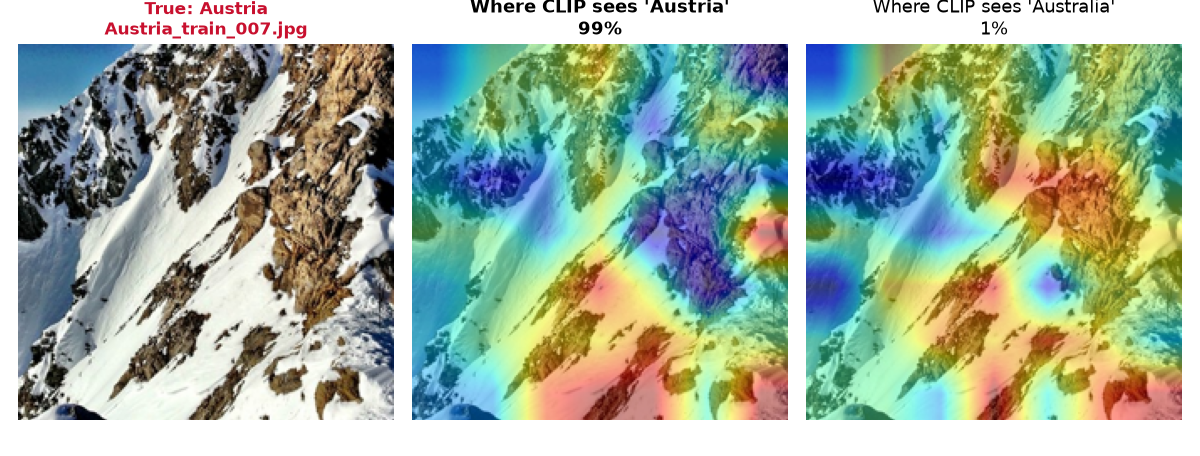 True: Austria
Austria_train_007.jpg
Where CLIP sees 'Austria'
99%
Where CLIP sees 'Australia'
1%